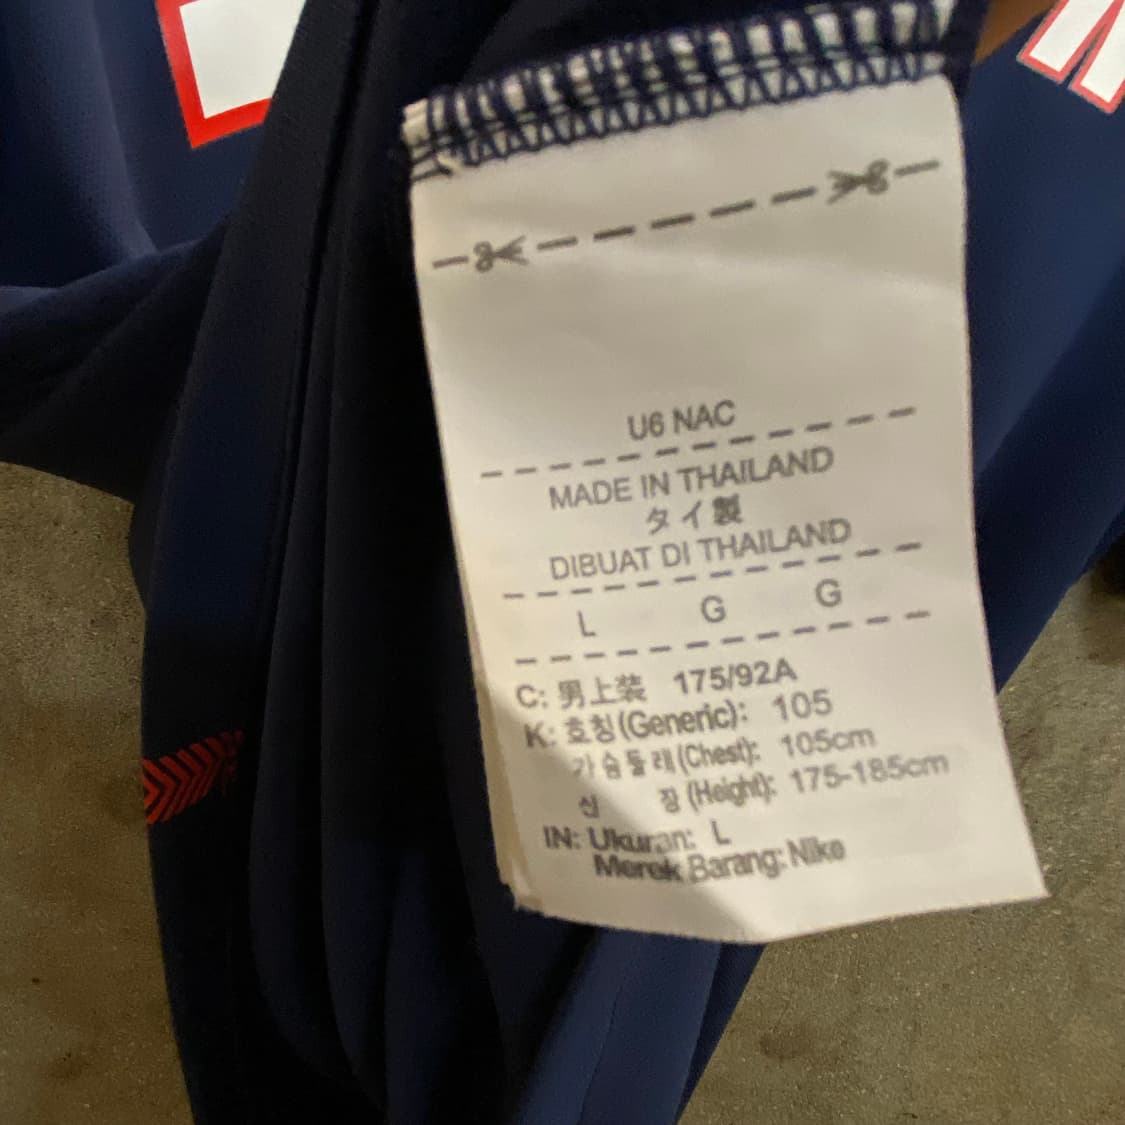 U6 NAC
MADE IN THAILAND
タイ製
DIBUAT DI THAILAND
L G G
C: 男上装 175/92A
K: 호칭(Generic): 105
가슴둘레(Chest): 105cm
신 장 (Height): 175-185cm
IN: Ukuran: L
Merek Barang: Nike